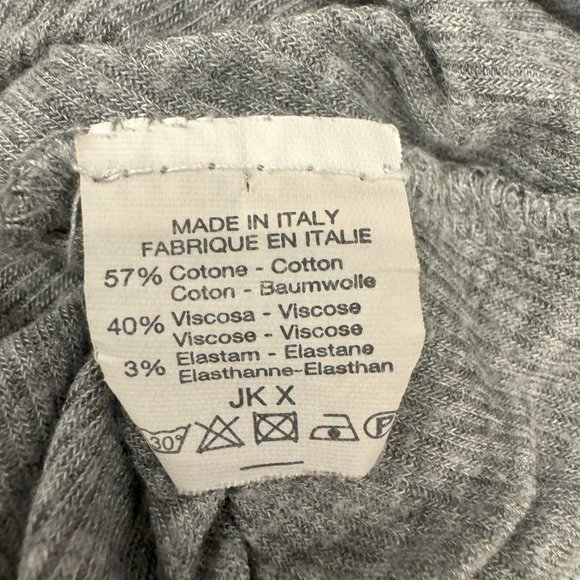 MADE IN ITALY
FABRIQUE EN ITALIE
57% Cotone - Cotton
Coton - Baumwolle
40% Viscosa - Viscose
Viscose - Viscose
3% Elastam - Elastane
Elasthanne-Elasthan
JK X
30° P